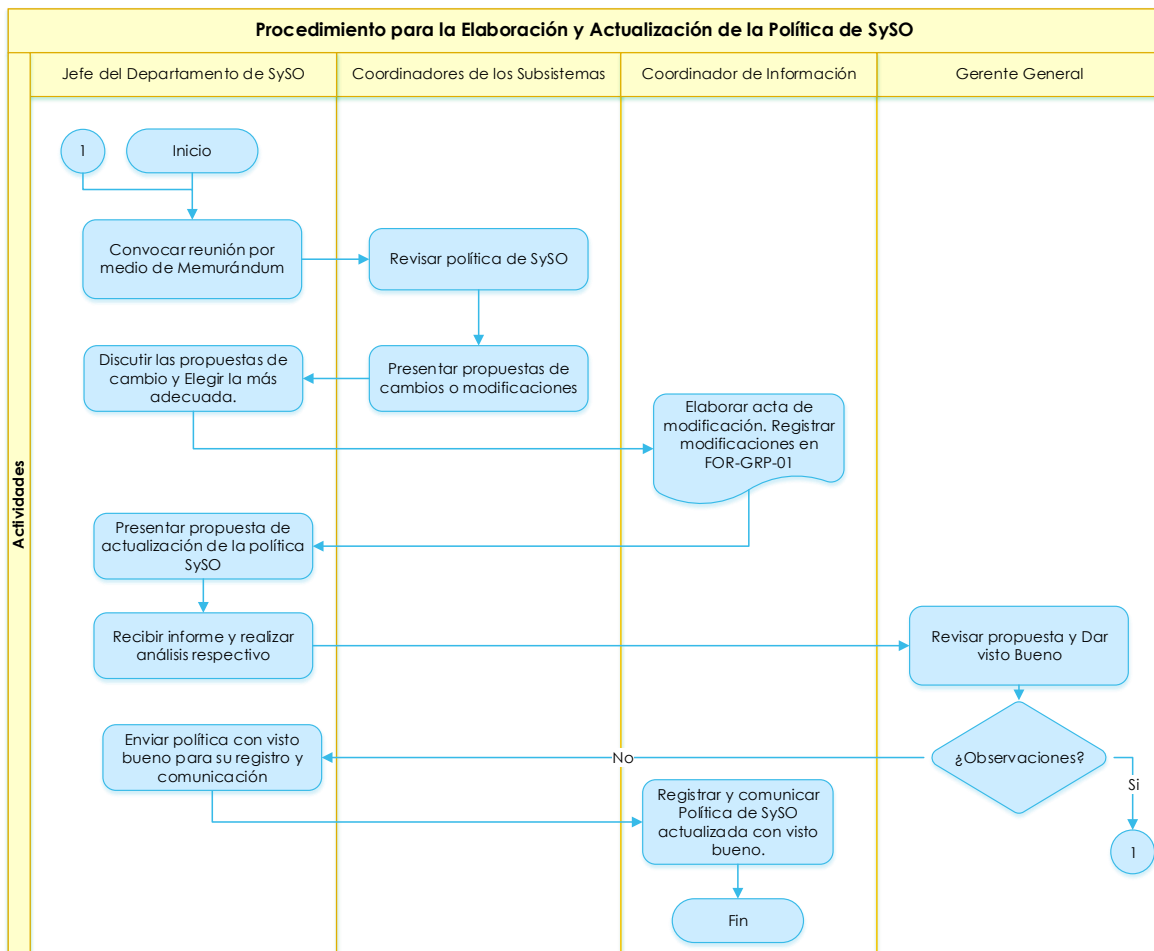 Procedimiento para la Elaboración y Actualización de la Política de SySO
Jefe del Departamento de SySO
Coordinadores de los Subsistemas
Coordinador de Información
Gerente General
Actividades
1
Inicio
Convocar reunión por
medio de Memurándum
Revisar política de SySO
Presentar propuestas de
cambios o modificaciones
Discutir las propuestas de
cambio y Elegir la más
adecuada.
Elaborar acta de
modificación. Registrar
modificaciones en
FOR-GRP-01
Presentar propuesta de
actualización de la política
SySO
Recibir informe y realizar
análisis respectivo
Revisar propuesta y Dar
visto Bueno
¿Observaciones?
No
Si
1
Enviar política con visto
bueno para su registro y
comunicación
Registrar y comunicar
Política de SySO
actualizada con visto
bueno.
Fin